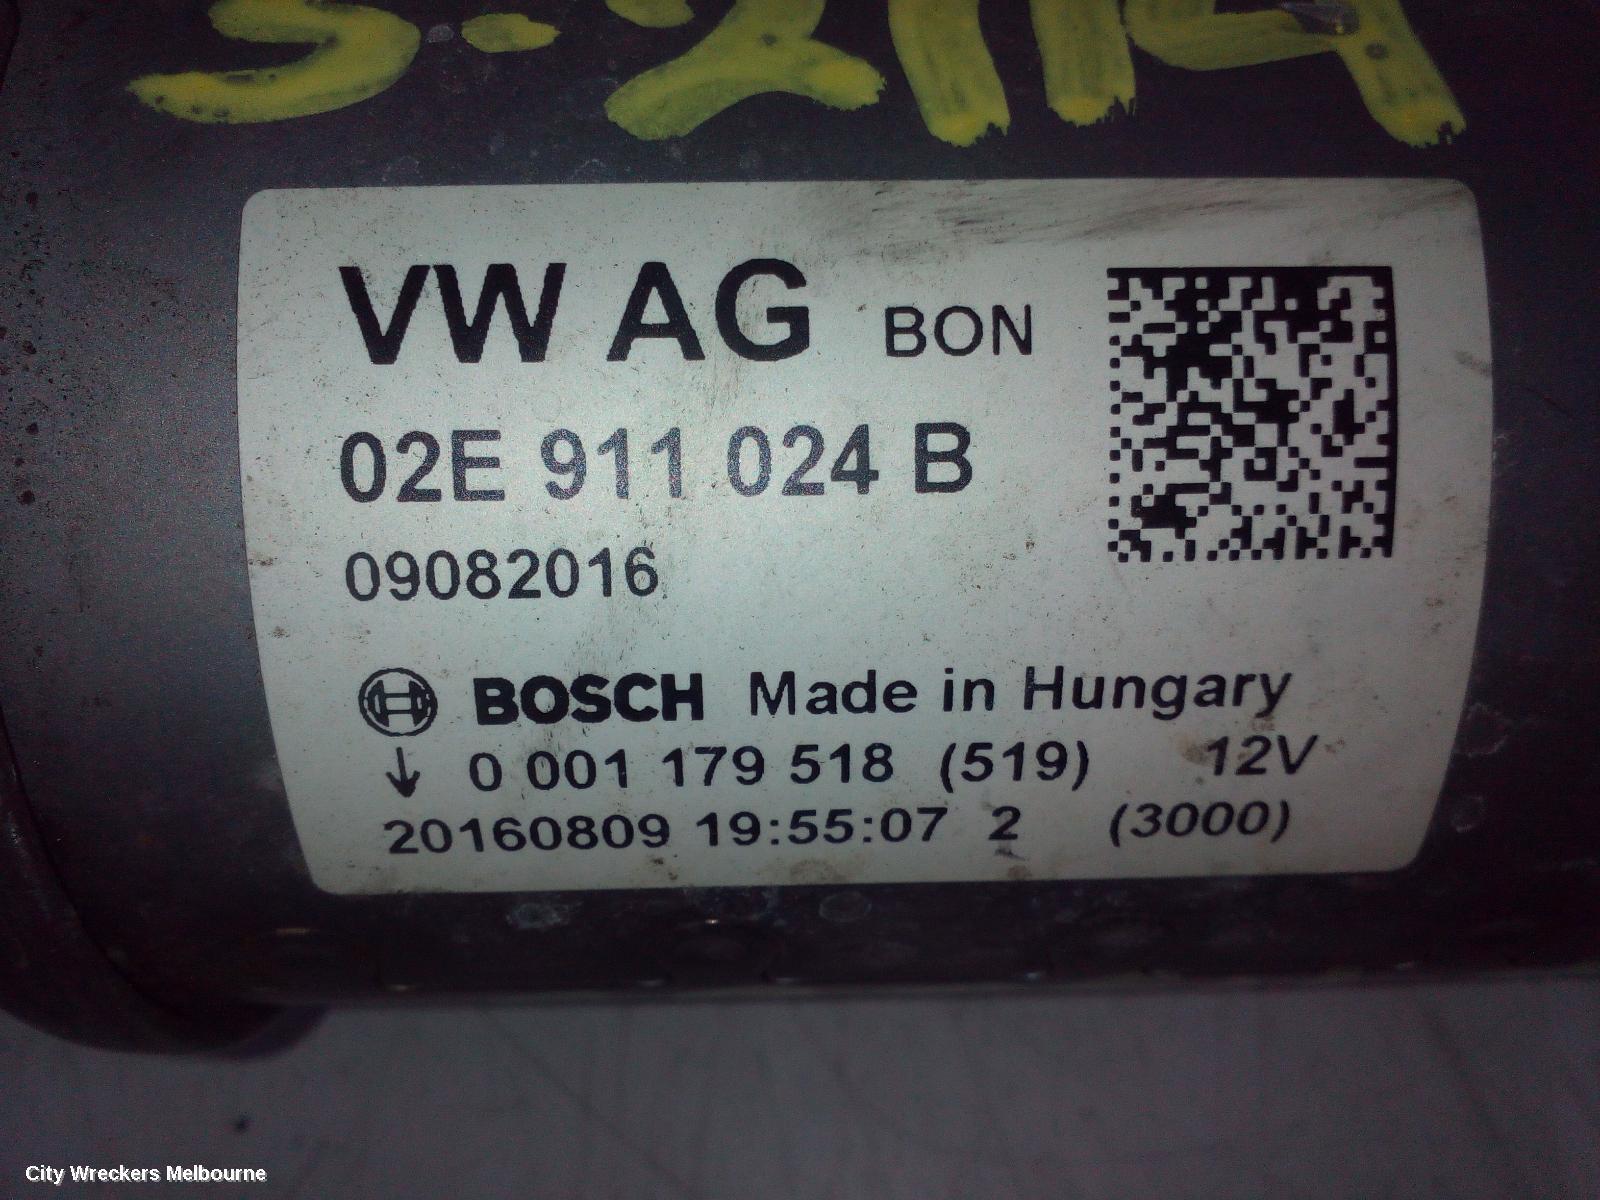 S-2114
VW AG BON
02E 911 024 B
09082016
BOSCH Made in Hungary
↓ 0 001 179 518 (519) 12V
20160809 19:55:07 2 (3000)
City Wreckers Melbourne